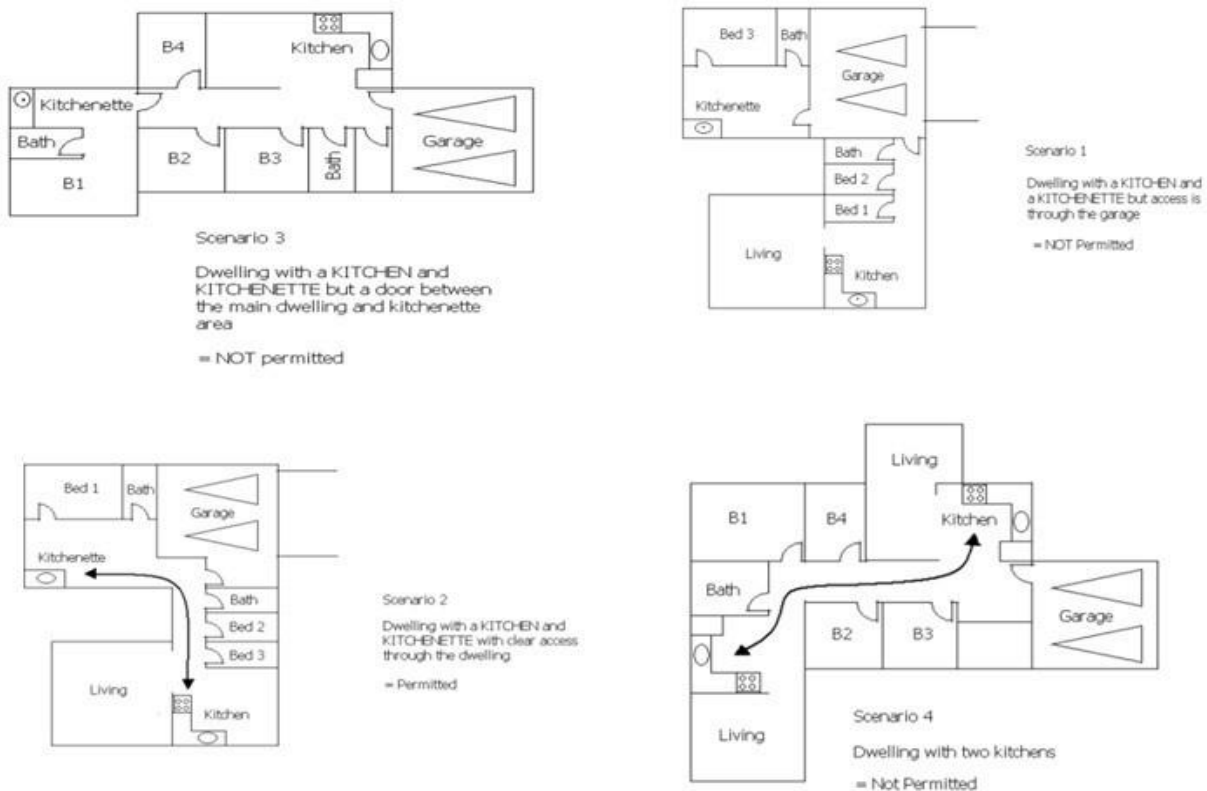 B4
Kitchen
Kitchenette
Bath
B1
B2
B3
Bath
Garage
Scenario 3
Dwelling with a KITCHEN and
KITCHENETTE but a door between
the main dwelling and kitchenette
area
= NOT permitted
Bed 3
Bath
Garage
Kitchenette
Bath
Bed 2
Bed 1
Living
Kitchen
Scenario 1
Dwelling with a KITCHEN and
a KITCHENETTE but access is
through the garage
= NOT Permitted
Bed 1
Bath
Garage
Kitchenette
Bath
Bed 2
Bed 3
Living
Kitchen
Scenario 2
Dwelling with a KITCHEN and
KITCHENETTE with clear access
through the dwelling
= Permitted
Living
B1
B4
Kitchen
Bath
B2
B3
Garage
Living
Scenario 4
Dwelling with two kitchens
= Not Permitted